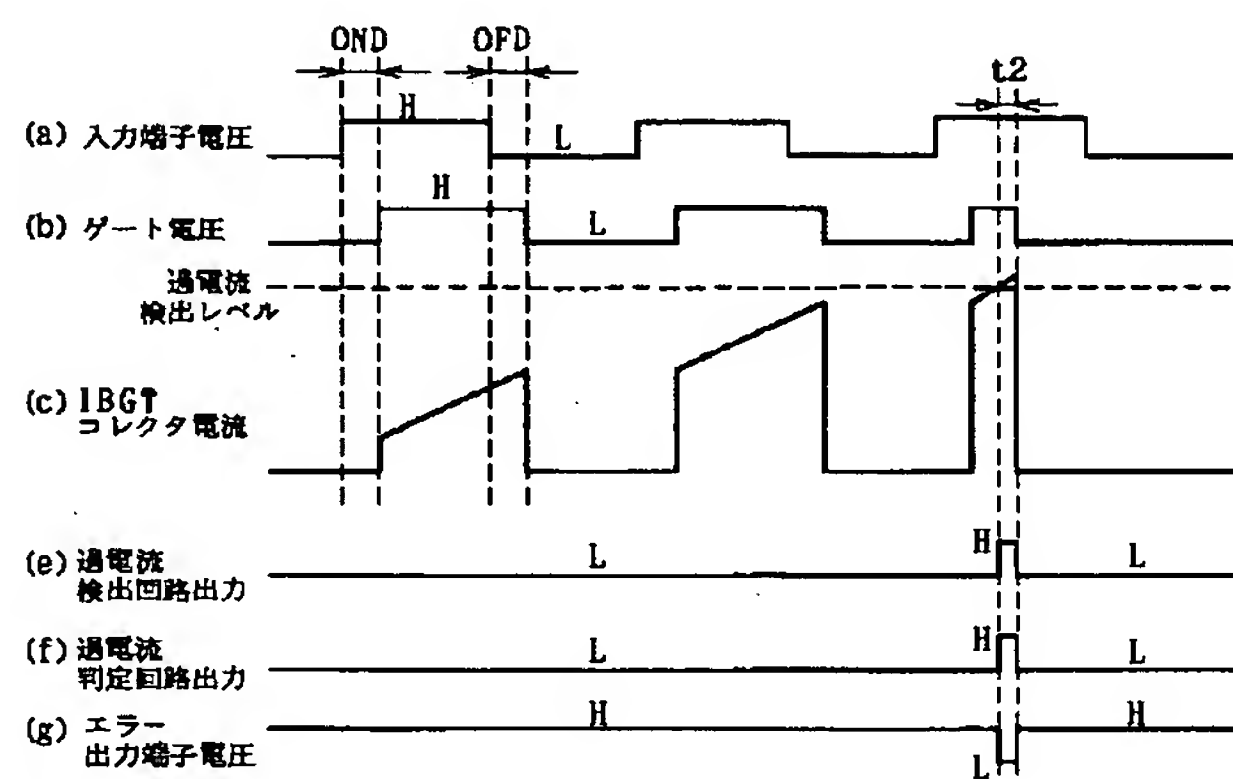 OND
OFD
t2
(a) 入力端子電圧
H
L
(b) ゲート電圧
H
L
過電流
検出レベル
(c) IBGT
コレクタ電流
(e) 過電流
検出回路出力
L
H
L
(f) 過電流
判定回路出力
L
H
L
(g) エラー
出力端子電圧
H
L
H